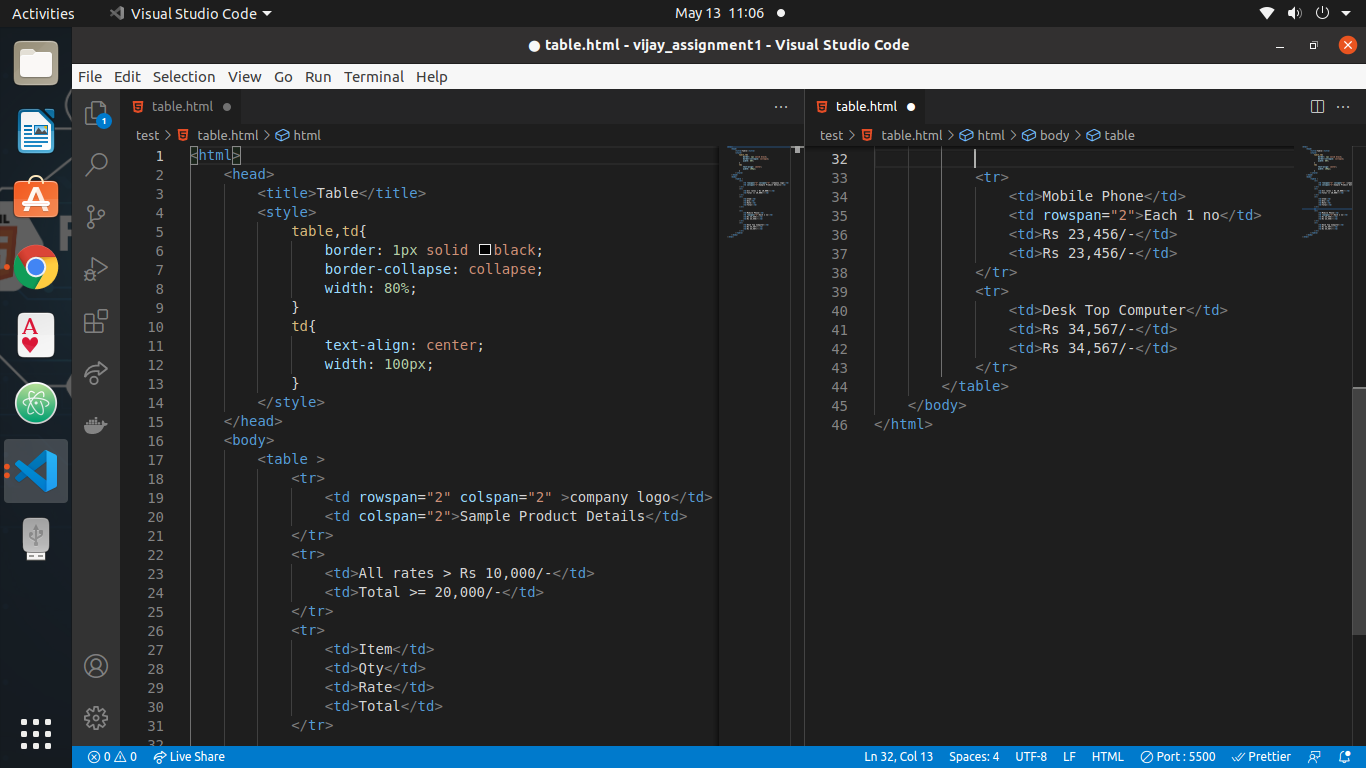 Activities
Visual Studio Code
May 13 11:06
● table.html - vijay_assignment1 - Visual Studio Code
File Edit Selection View Go Run Terminal Help
1
table.html
test > table.html > html
1 <html>
2 <head>
3 <title>Table</title>
4 <style>
5 table,td{
6 border: 1px solid black;
7 border-collapse: collapse;
8 width: 80%;
9 }
10 td{
11 text-align: center;
12 width: 100px;
13 }
14 </style>
15 </head>
16 <body>
17 <table >
18 <tr>
19 <td rowspan="2" colspan="2" >company logo</td>
20 <td colspan="2">Sample Product Details</td>
21 </tr>
22 <tr>
23 <td>All rates > Rs 10,000/-</td>
24 <td>Total >= 20,000/-</td>
25 </tr>
26 <tr>
27 <td>Item</td>
28 <td>Qty</td>
29 <td>Rate</td>
30 <td>Total</td>
31 </tr>
32
table.html
test > table.html > html > body > table
32
33 <tr>
34 <td>Mobile Phone</td>
35 <td rowspan="2">Each 1 no</td>
36 <td>Rs 23,456/-</td>
37 <td>Rs 23,456/-</td>
38 </tr>
39 <tr>
40 <td>Desk Top Computer</td>
41 <td>Rs 34,567/-</td>
42 <td>Rs 34,567/-</td>
43 </tr>
44 </table>
45 </body>
46 </html>
0 0 Live Share Ln 32, Col 13 Spaces: 4 UTF-8 LF HTML Port : 5500 Prettier